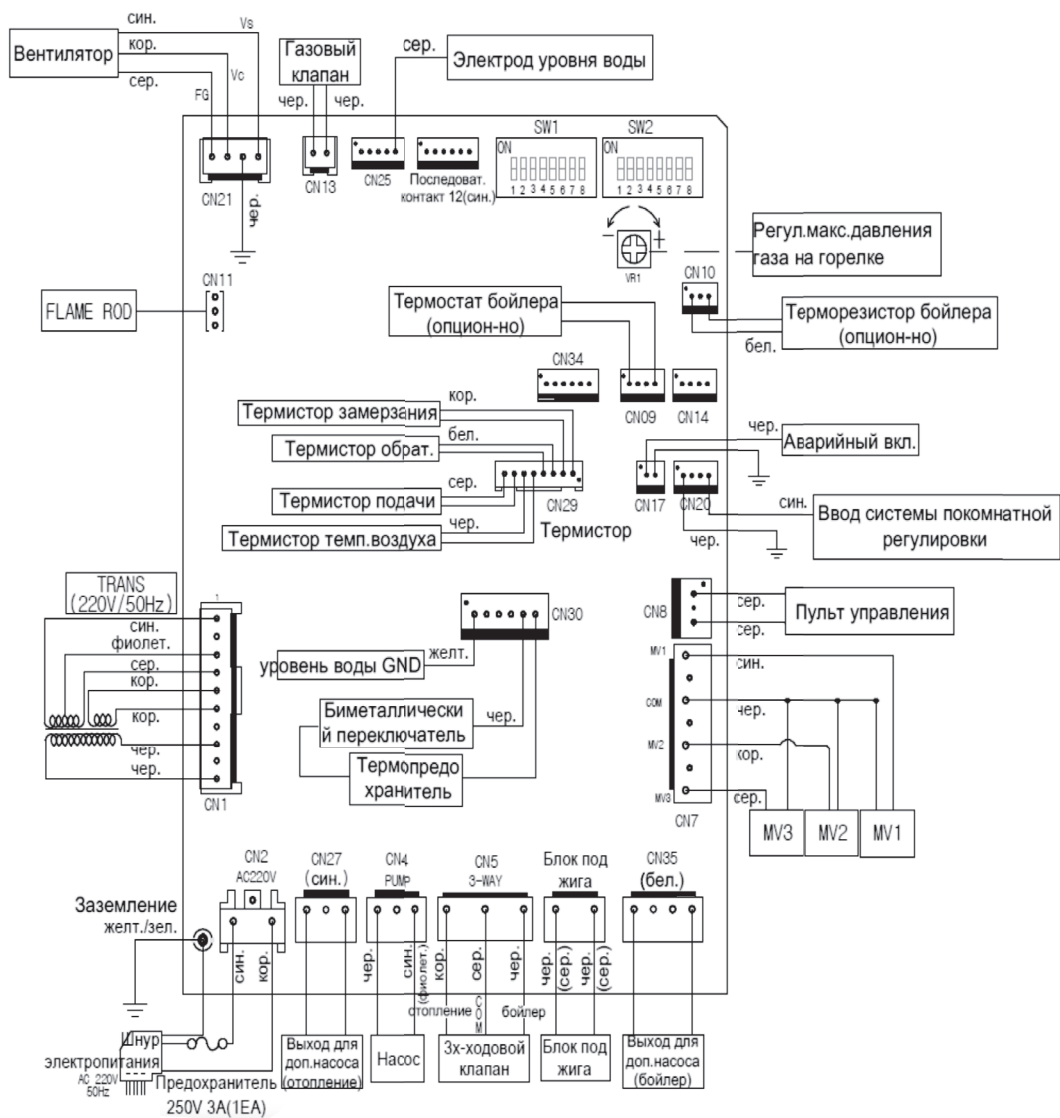 син.
Vs
Вентилятор
кор.
Vc
сер.
FG
Газовый
клапан
чер.
чер.
сер.
Электрод уровня воды
SW1
SW2
ON
ON
1 2 3 4 5 6 7 8
1 2 3 4 5 6 7 8
CN21
чер.
CN13
CN25
Последоват.
контакт 12(син.)
− +
VR1
Регул.макс.давления
газа на горелке
CN11
FLAME ROD
CN10
Термостат бойлера
(опцион-но)
Терморезистор бойлера
(опцион-но)
бел.
CN34
CN09
CN14
кор.
Термистор замерзания
бел.
Термистор обрат.
сер.
Термистор подачи
чер.
Термистор темп.воздуха
CN29
Термистор
чер.
Аварийный вкл.
CN17
CN20
син.
чер.
Ввод системы покомнатной
регулировки
TRANS
(220V/50Hz)
1
син.
фиолет.
сер.
кор.
кор.
чер.
чер.
CN1
CN30
желт.
уровень воды GND
чер.
Биметаллически
й переключатель
Термопредо
хранитель
CN8
сер.
сер.
Пульт управления
MV1
син.
COM
чер.
MV2
кор.
MV3
сер.
CN7
MV3
MV2
MV1
CN2
AC220V
CN27
(син.)
CN4
PUMP
CN5
3-WAY
Блок под
жига
CN35
(бел.)
Заземление
желт./зел.
син.
кор.
чер.
син.
(фиолет.)
кор.
сер.
чер.
чер.
(сер.)
чер.
(сер.)
отопление
COM
бойлер
Шнур
электропитания
AC 220V
50Hz
Предохранитель
250V 3A(1EA)
Выход для
доп.насоса
(отопление)
Насос
3х-ходовой
клапан
Блок под
жига
Выход для
доп.насоса
(бойлер)